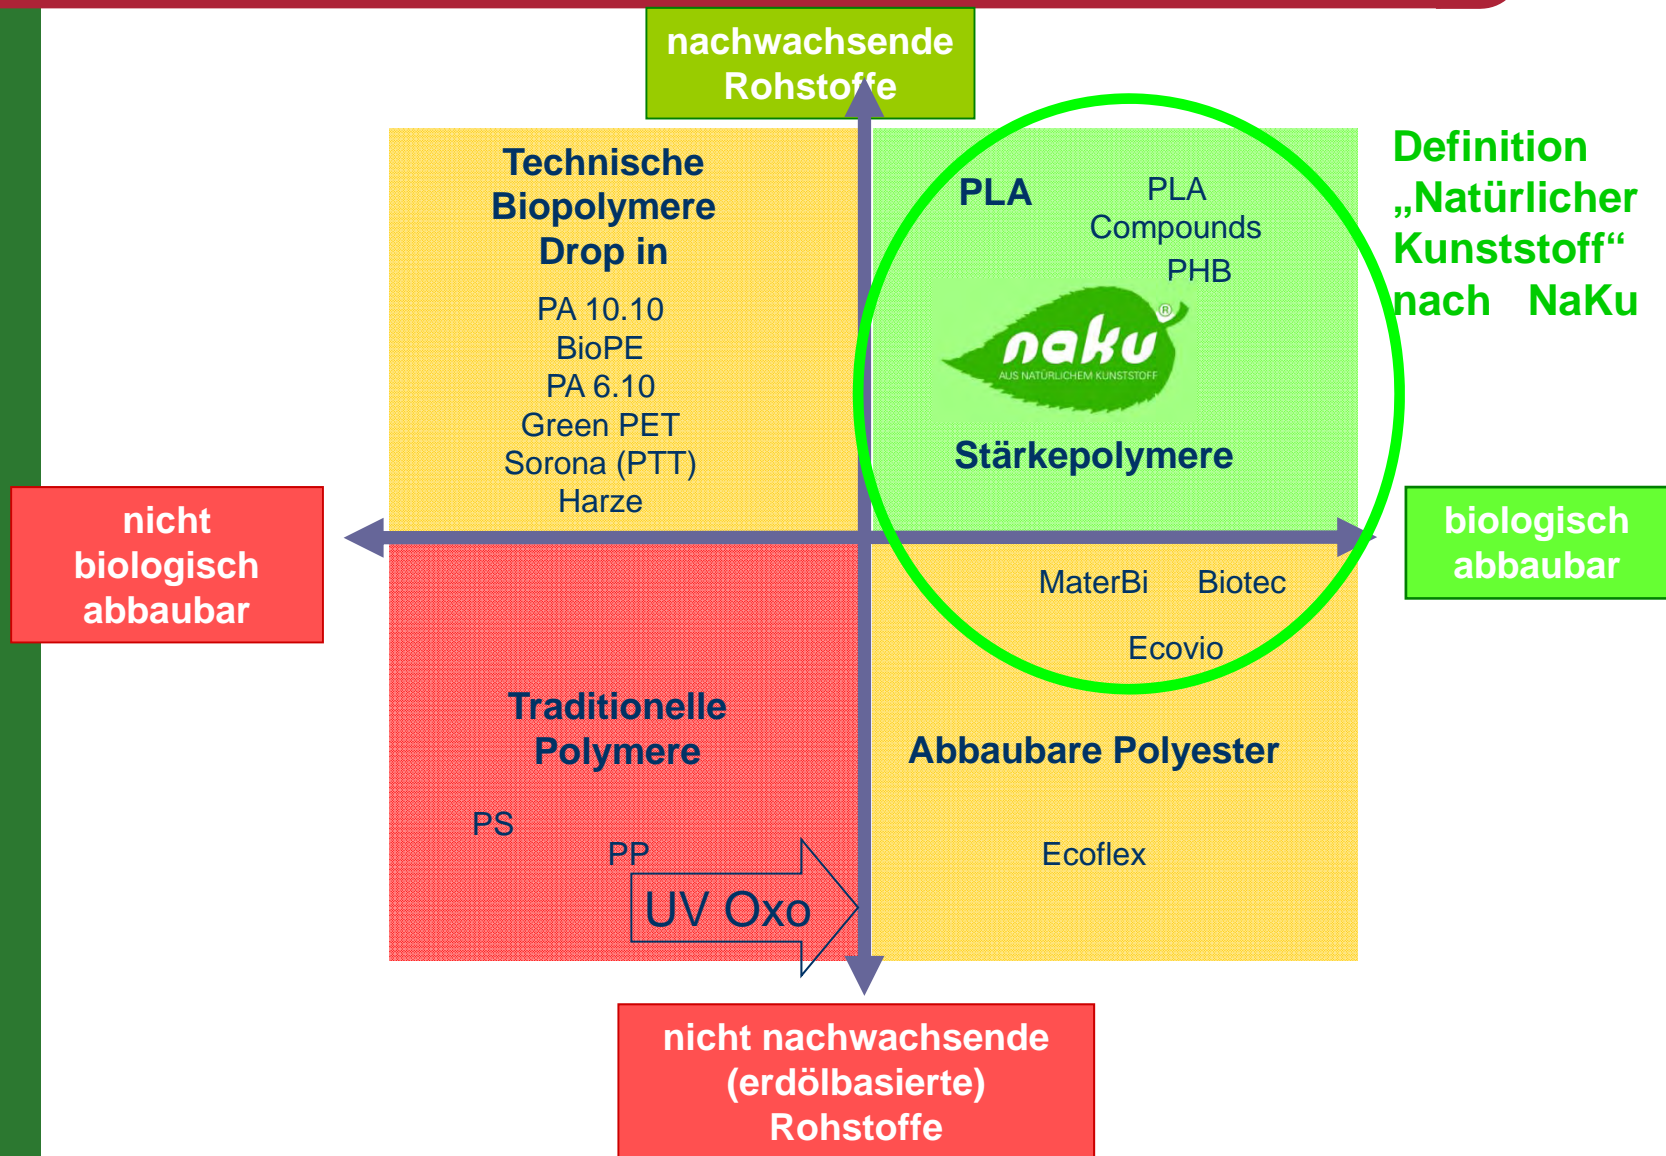 nachwachsende
Rohstoffe
Technische
Biopolymere
Drop in
PA 10.10
BioPE
PA 6.10
Green PET
Sorona (PTT)
Harze
PLA
PLA
Compounds
PHB
naku®
AUS NATÜRLICHEM KUNSTSTOFF
Stärkepolymere
Definition
„Natürlicher
Kunststoff“
nach NaKu
nicht
biologisch
abbaubar
biologisch
abbaubar
Traditionelle
Polymere
PS
PP
UV Oxo
MaterBi Biotec
Ecovio
Abbaubare Polyester
Ecoflex
nicht nachwachsende
(erdölbasierte)
Rohstoffe